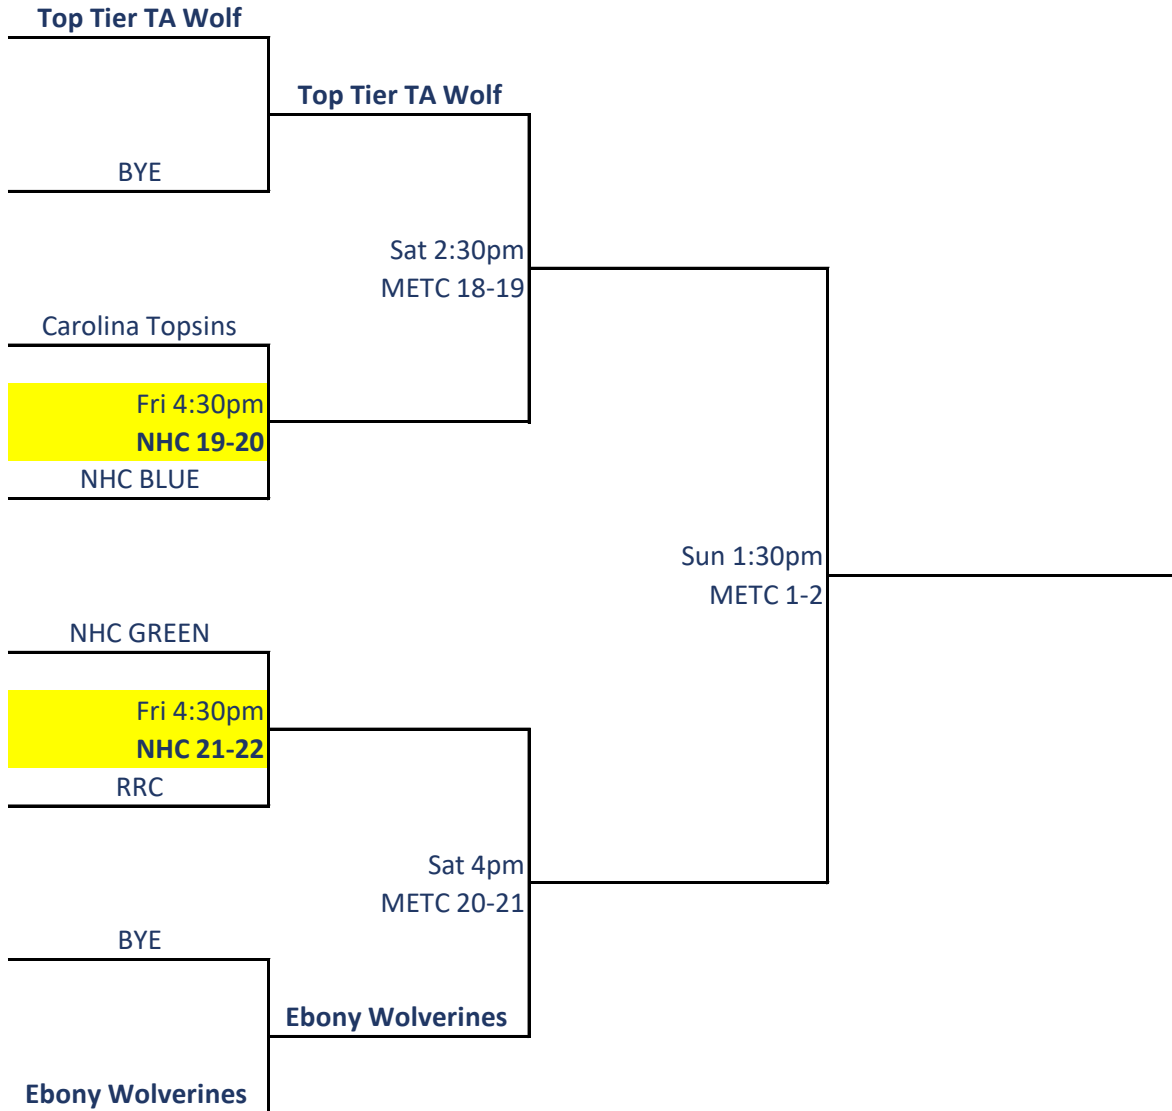 Top Tier TA Wolf
Top Tier TA Wolf
BYE
Sat 2:30pm
METC 18-19
Carolina Topsins
Fri 4:30pm
NHC 19-20
NHC BLUE
Sun 1:30pm
METC 1-2
NHC GREEN
Fri 4:30pm
NHC 21-22
RRC
Sat 4pm
METC 20-21
BYE
Ebony Wolverines
Ebony Wolverines